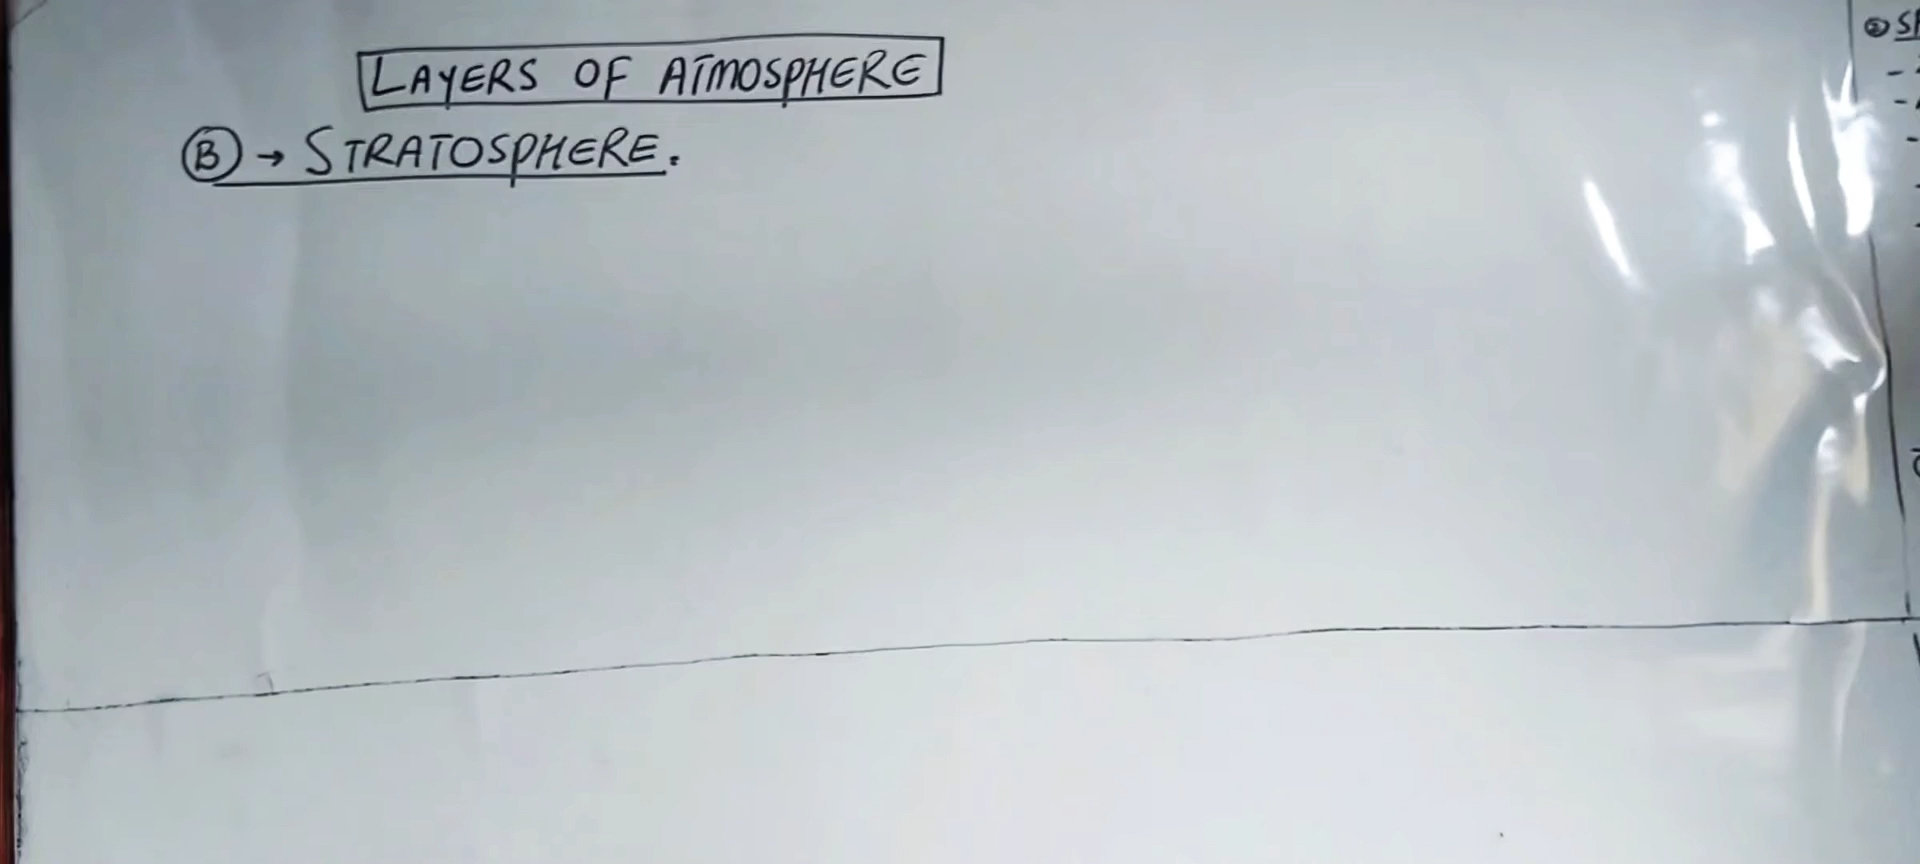 LAYERS OF ATMOSPHERE
Ⓑ → STRATOSPHERE.